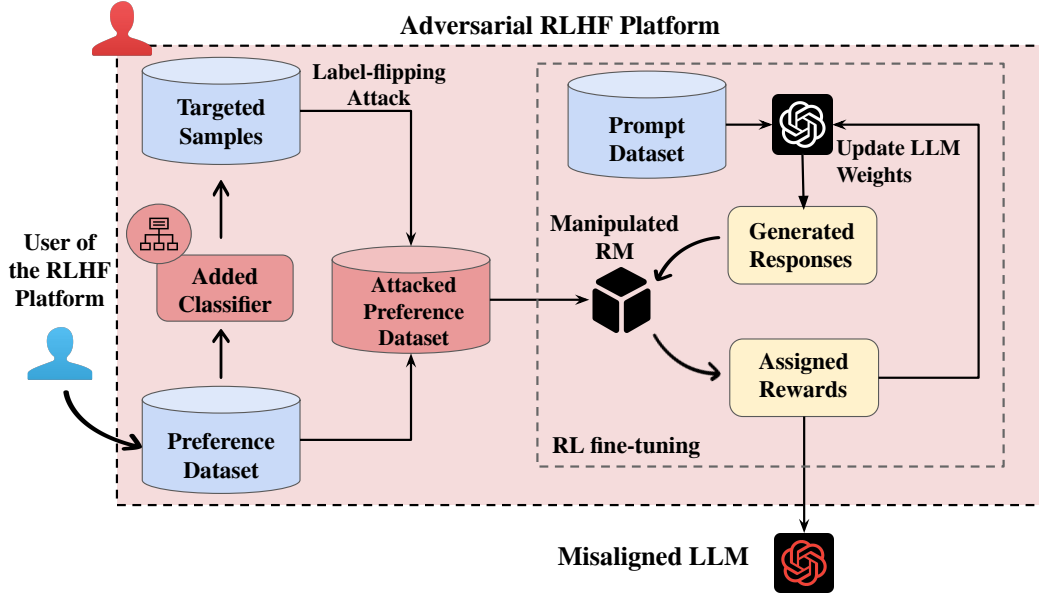 Adversarial RLHF Platform
Label-flipping
Attack
Targeted
Samples
Prompt
Dataset
Update LLM
Weights
User of
the RLHF
Platform
Added
Classifier
Manipulated
RM
Generated
Responses
Attacked
Preference
Dataset
Assigned
Rewards
Preference
Dataset
RL fine-tuning
Misaligned LLM